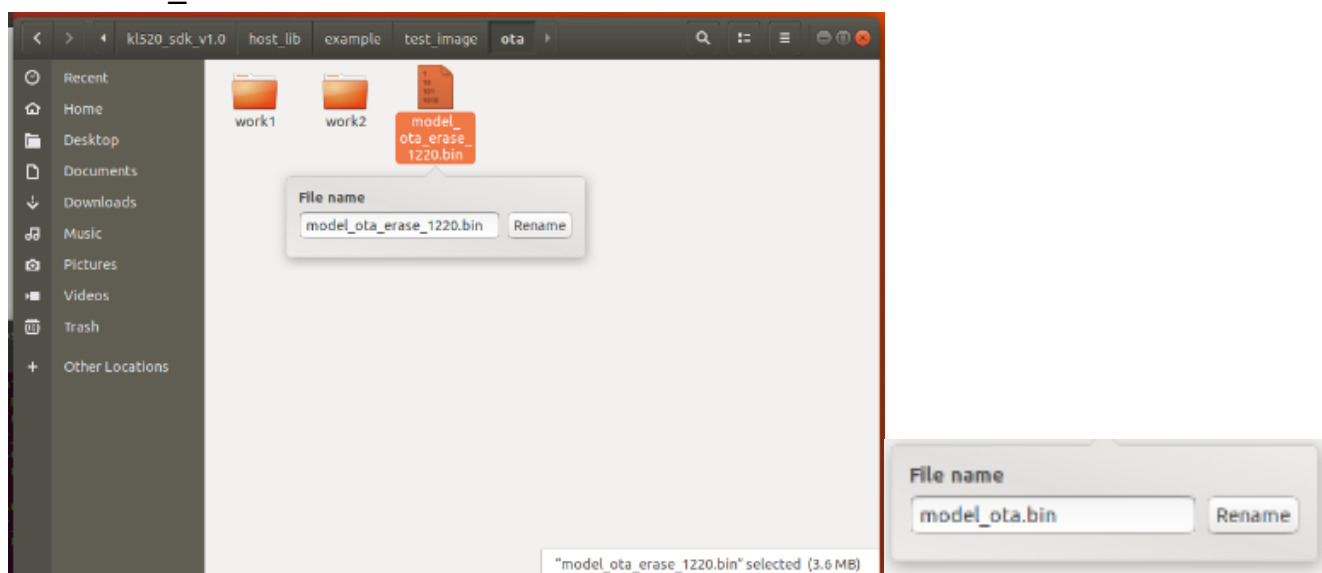 _
kl520_sdk_v1.0 host_lib example test_image ota
Recent
Home
Desktop
Documents
Downloads
Music
Pictures
Videos
Trash
+ Other Locations
work1
work2
model_
ota_erase_
1220.bin
File name
model_ota_erase_1220.bin Rename
"model_ota_erase_1220.bin" selected (3.6 MB)
File name
model_ota.bin Rename